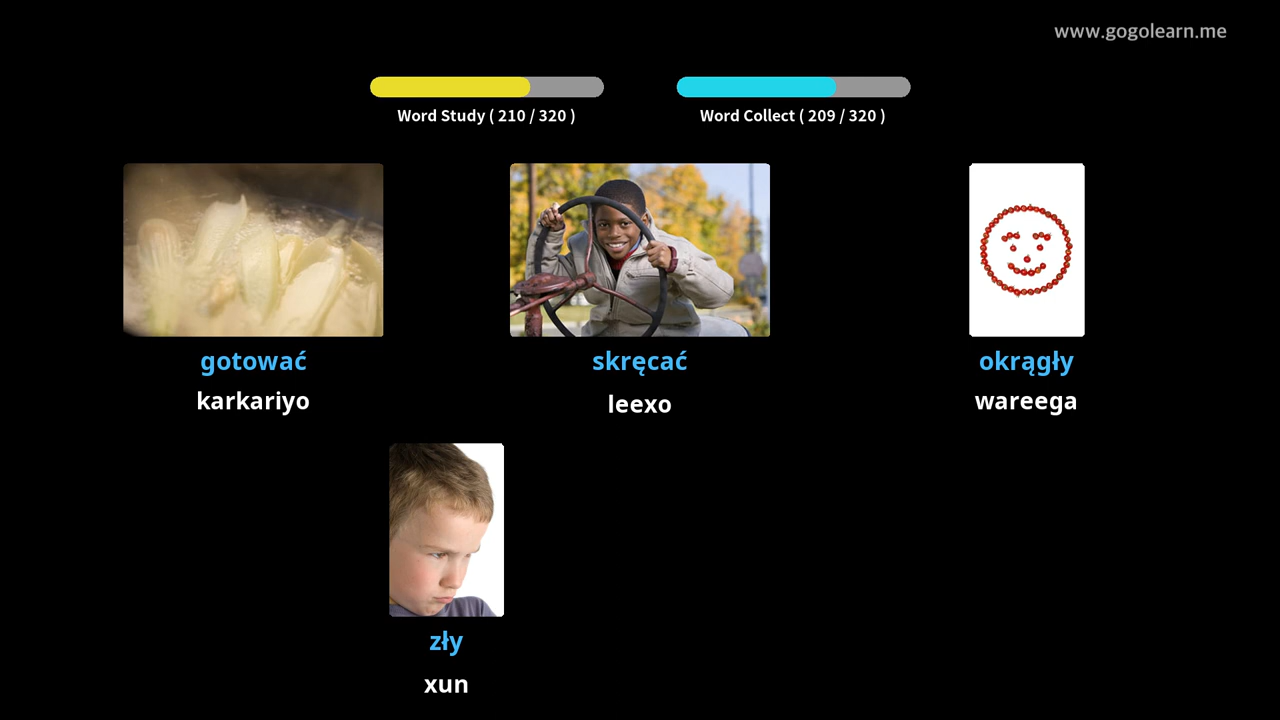 www.gogolearn.me
Word Study ( 210 / 320 )
Word Collect ( 209 / 320 )
gotować
skręcać
okrągły
karkariyo
leexo
wareega
zły
xun